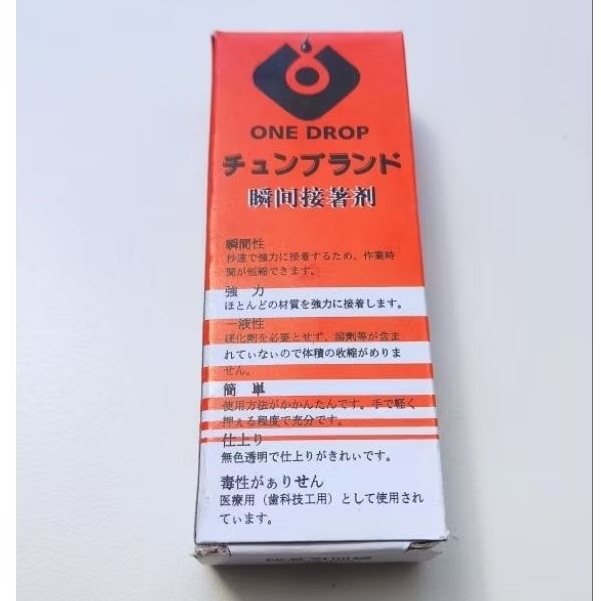 ONE DROP
チュンブランド
瞬间接著剂
瞬間性
秒速で強力に接着するため、作業時
間が短縮できます。
強 力
ほとんどの材質を強力に接着します。
一液性
硬化劑を必要とせず、溶劑等が含ま
れていないので体積の収縮がめりま
せん。
簡 単
使用方法がかかんたんです。手で軽く
押える程度で充分です。
仕上り
無色透明で仕上りがきれぃです。
毒性がぁりせん
医療用（歯科技工用）として使用され
てぃます。